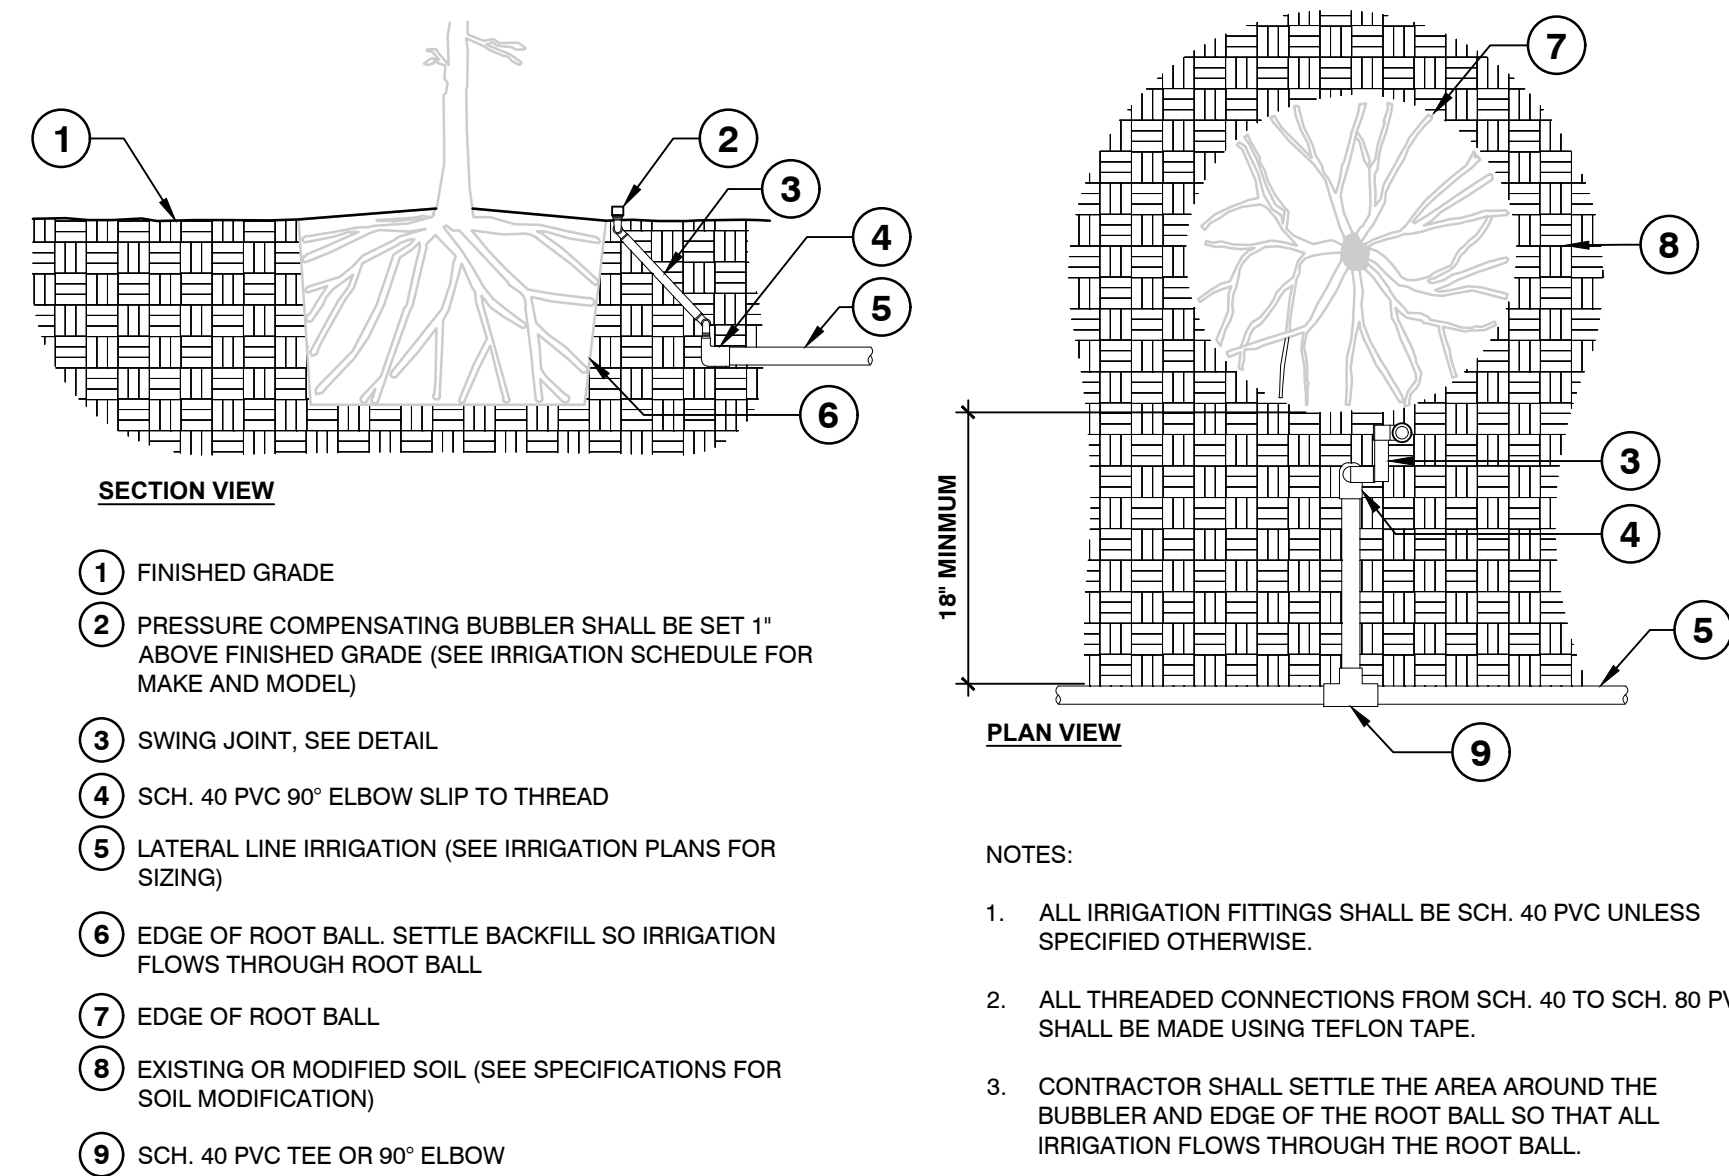 1
2
3
4
5
6
SECTION VIEW
7
8
3
4
5
9
18" MINMUM
PLAN VIEW
1 FINISHED GRADE
2 PRESSURE COMPENSATING BUBBLER SHALL BE SET 1"
ABOVE FINISHED GRADE (SEE IRRIGATION SCHEDULE FOR
MAKE AND MODEL)
3 SWING JOINT, SEE DETAIL
4 SCH. 40 PVC 90° ELBOW SLIP TO THREAD
5 LATERAL LINE IRRIGATION (SEE IRRIGATION PLANS FOR
SIZING)
6 EDGE OF ROOT BALL. SETTLE BACKFILL SO IRRIGATION
FLOWS THROUGH ROOT BALL
7 EDGE OF ROOT BALL
8 EXISTING OR MODIFIED SOIL (SEE SPECIFICATIONS FOR
SOIL MODIFICATION)
9 SCH. 40 PVC TEE OR 90° ELBOW
NOTES:
1. ALL IRRIGATION FITTINGS SHALL BE SCH. 40 PVC UNLESS
SPECIFIED OTHERWISE.
2. ALL THREADED CONNECTIONS FROM SCH. 40 TO SCH. 80
SHALL BE MADE USING TEFLON TAPE.
3. CONTRACTOR SHALL SETTLE THE AREA AROUND THE
BUBBLER AND EDGE OF THE ROOT BALL SO THAT ALL
IRRIGATION FLOWS THROUGH THE ROOT BALL.